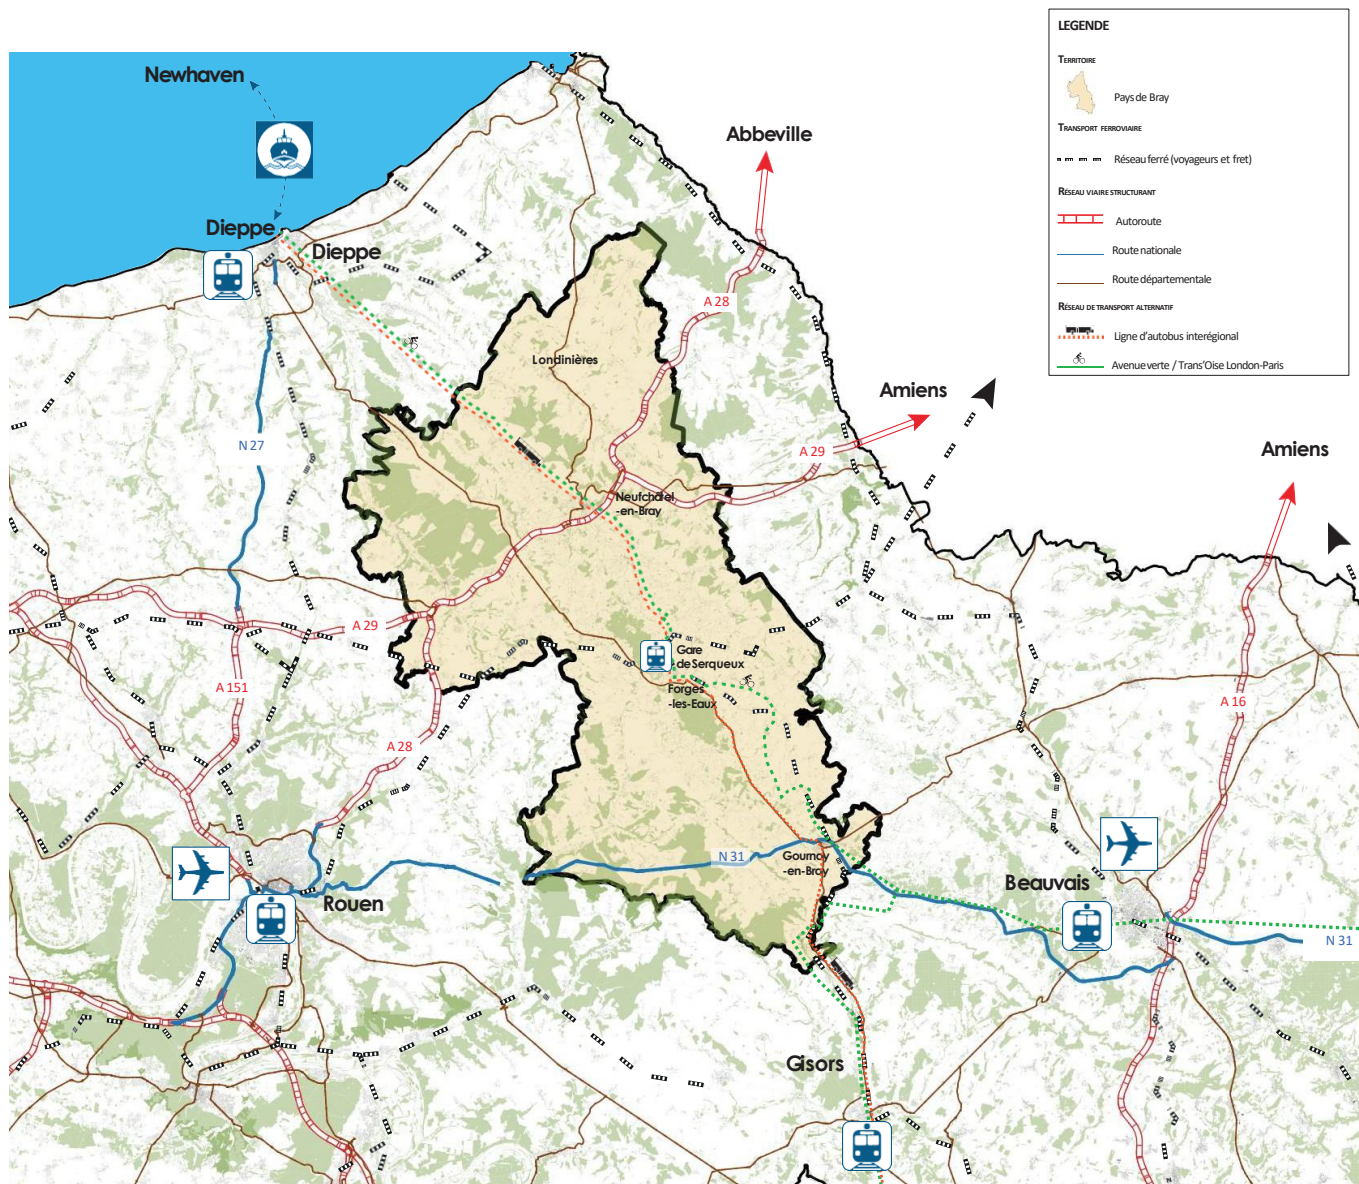 LEGENDE
TERRITOIRE
Pays de Bray
TRANSPORT FERROVIAIRE
Réseau ferré (voyageurs et fret)
RÉSEAU VIAIRE STRUCTURANT
Autoroute
Route nationale
Route départementale
RÉSEAU DE TRANSPORT ALTERNATIF
Ligne d'autobus interégional
Avenue verte / Trans'Oise London-Paris
Newhaven
Abbeville
Dieppe
Dieppe
A 28
Londinières
Amiens
N 27
A 29
Amiens
Neufchâtel
-en-Bray
A 29
Gare
de Serqueux
A 151
Forges
-les-Eaux
A 16
A 28
N 31
Gournay
-en-Bray
Beauvais
Rouen
N 31
Gisors